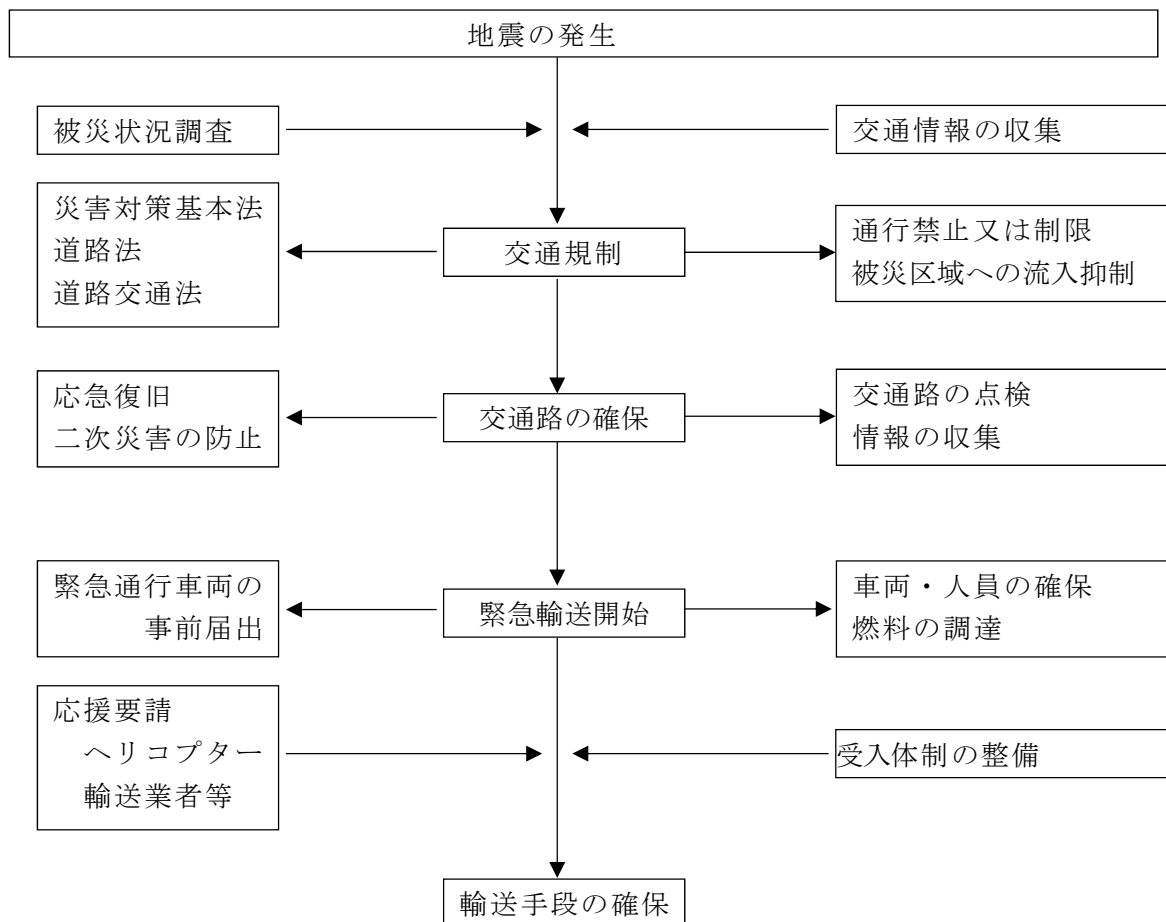 地震の発生
被災状況調査
交通情報の収集
災害対策基本法
道路法
道路交通法
交通規制
通行禁止又は制限
被災区域への流入抑制
応急復旧
二次災害の防止
交通路の確保
交通路の点検
情報の収集
緊急通行車両の
事前届出
緊急輸送開始
車両・人員の確保
燃料の調達
応援要請
ヘリコプター
輸送業者等
受入体制の整備
輸送手段の確保